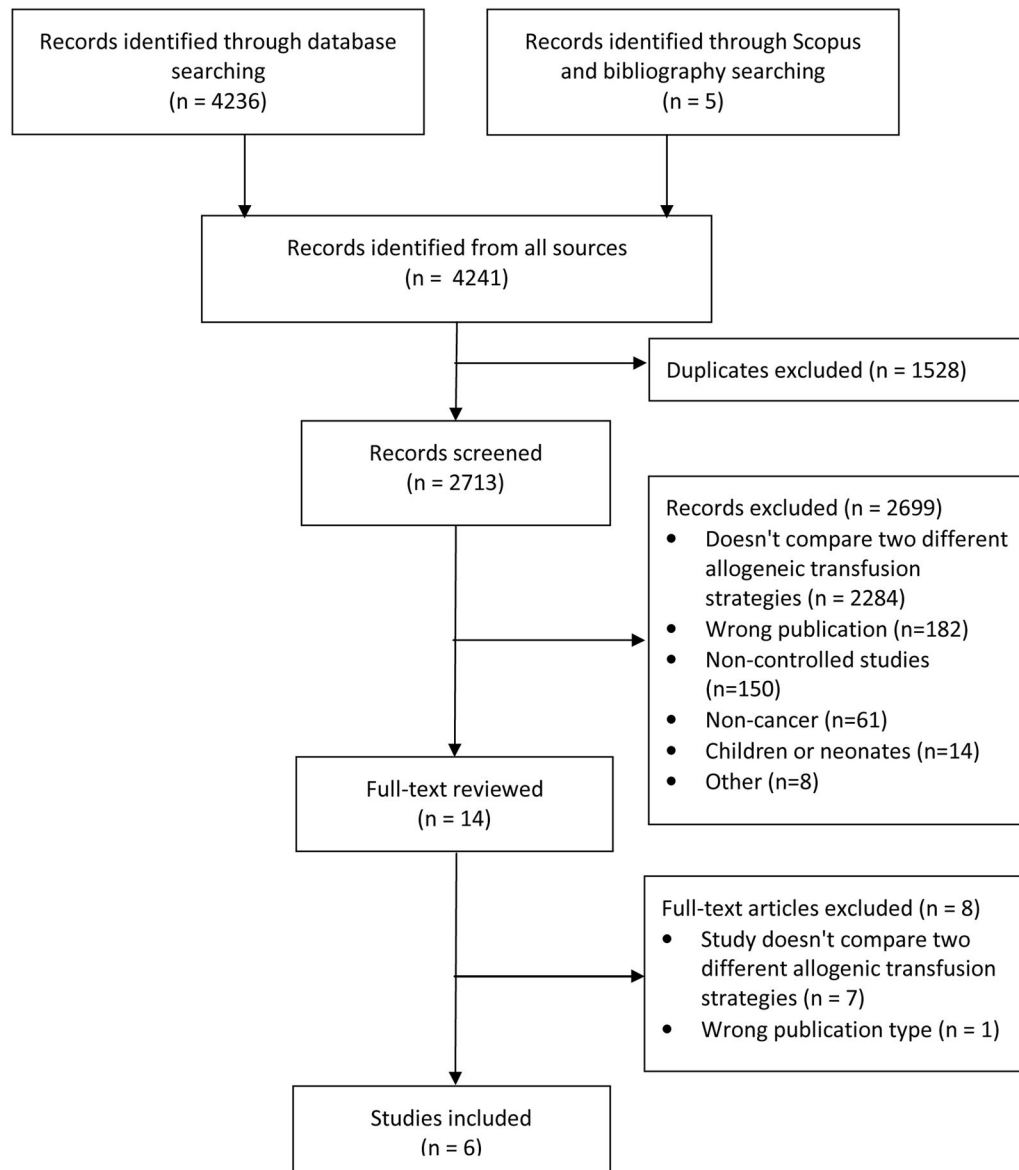 Records identified through database
searching
(n = 4236)
Records identified through Scopus
and bibliography searching
(n = 5)
Records identified from all sources
(n = 4241)
Duplicates excluded (n = 1528)
Records screened
(n = 2713)
Records excluded (n = 2699)
• Doesn't compare two different
allogeneic transfusion
strategies (n = 2284)
• Wrong publication (n=182)
• Non-controlled studies
(n=150)
• Non-cancer (n=61)
• Children or neonates (n=14)
• Other (n=8)
Full-text reviewed
(n = 14)
Full-text articles excluded (n = 8)
• Study doesn't compare two
different allogenic transfusion
strategies (n = 7)
• Wrong publication type (n = 1)
Studies included
(n = 6)